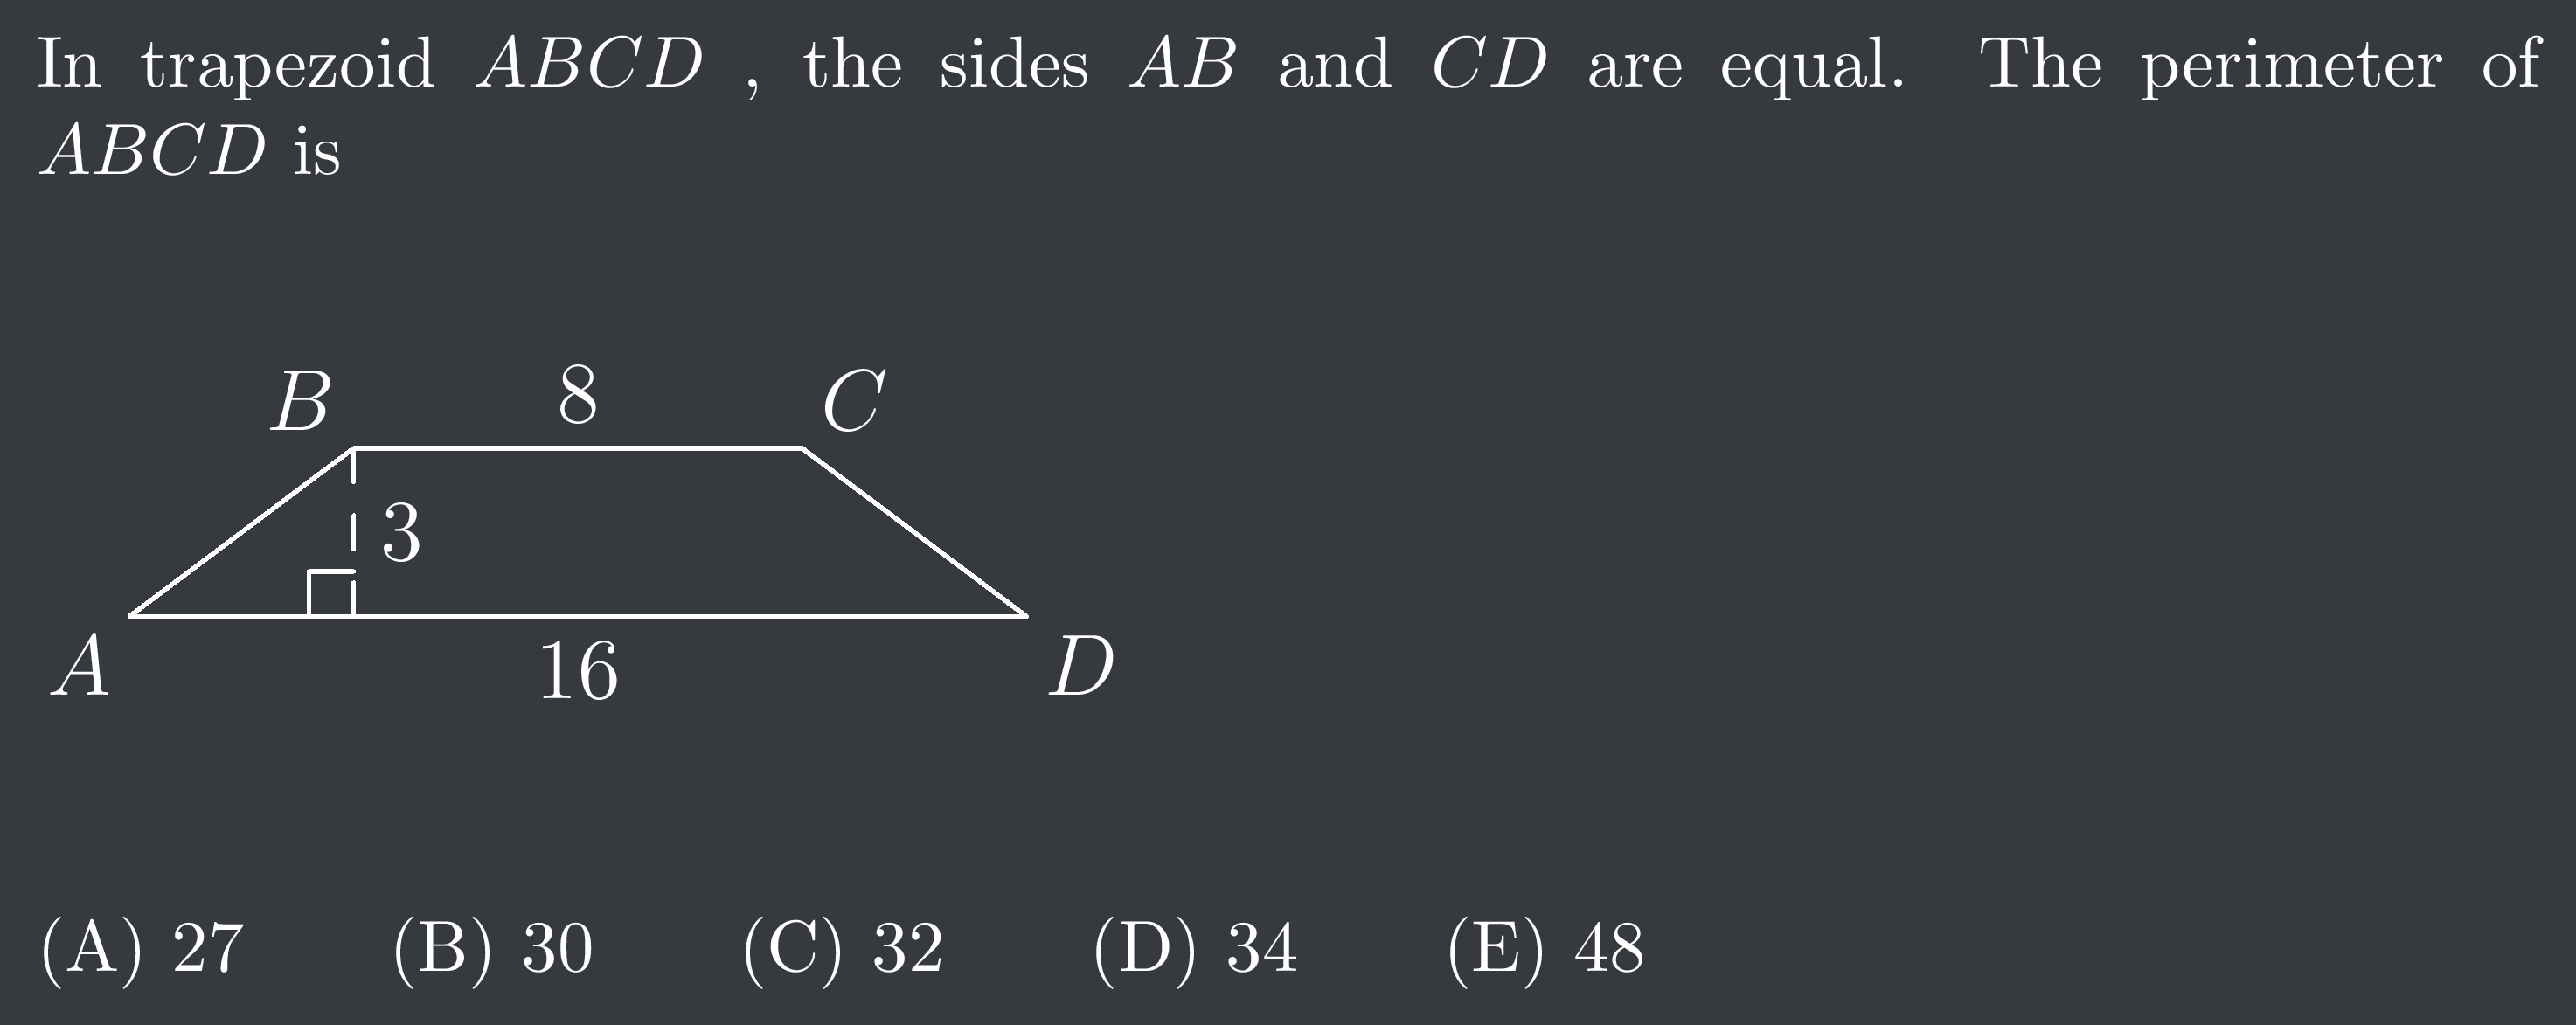 In trapezoid ABCD , the sides AB and CD are equal. The perimeter of
ABCD is
B 8 C
3
A 16 D
(A) 27 (B) 30 (C) 32 (D) 34 (E) 48